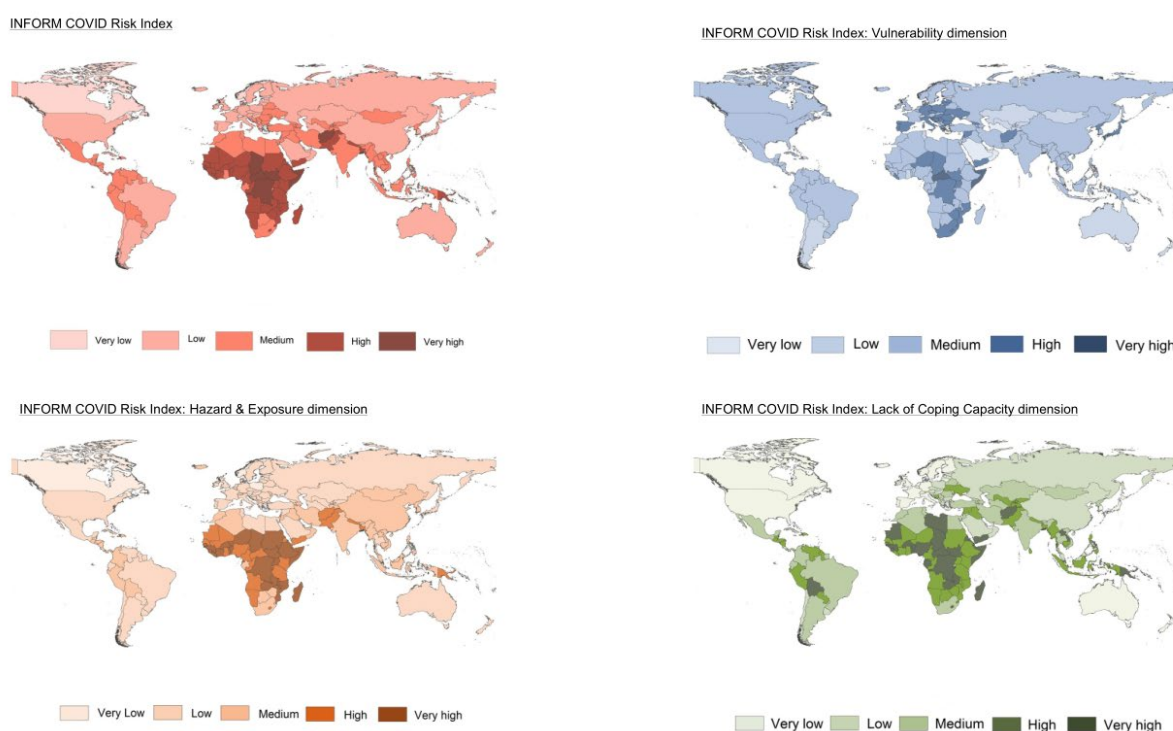 INFORM COVID Risk Index
Very low Low Medium High Very high
INFORM COVID Risk Index: Vulnerability dimension
Very low Low Medium High Very high
INFORM COVID Risk Index: Hazard & Exposure dimension
Very Low Low Medium High Very high
INFORM COVID Risk Index: Lack of Coping Capacity dimension
Very low Low Medium High Very high